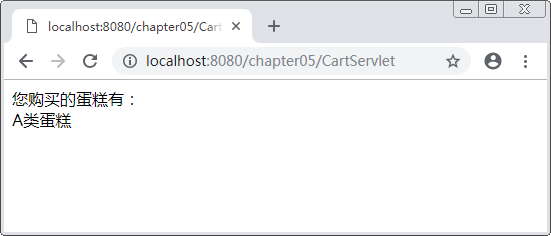 localhost:8080/chapter05/Cart
localhost:8080/chapter05/CartServlet
您购买的蛋糕有：
A类蛋糕